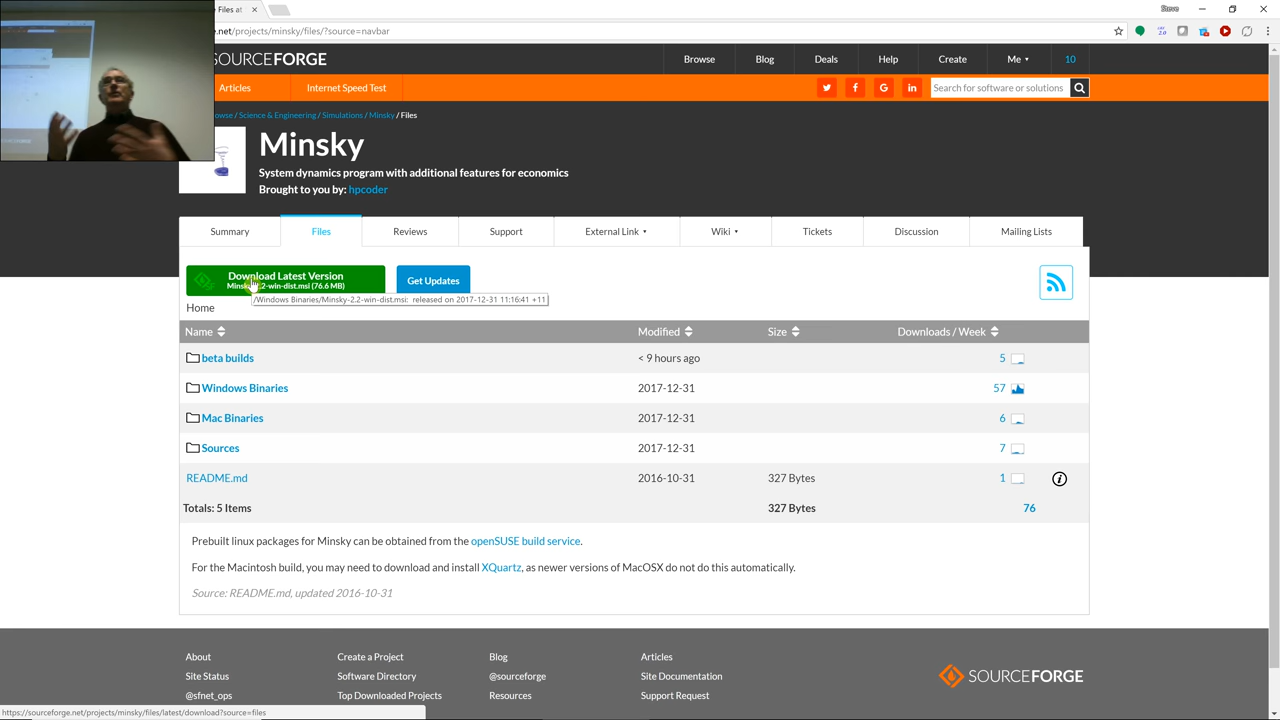 Files at
Steve
.net/projects/minsky/files/?source=navbar
SOURCEFORGE
Browse
Blog
Deals
Help
Create
Me
10
Articles
Internet Speed Test
Search for software or solutions
/ Science & Engineering / Simulations / Minsky / Files
Minsky
System dynamics program with additional features for economics
Brought to you by: hpcoder
Summary
Files
Reviews
Support
External Link
Wiki
Tickets
Discussion
Mailing Lists
Download Latest Version
2-win-dist.msi (76.6 MB)
Get Updates
/Windows Binaries/Minsky-2.2-win-dist.msi: released on 2017-12-31 11:16:41 +11
Home
Name Modified Size Downloads / Week
beta builds < 9 hours ago 5
Windows Binaries 2017-12-31 57
Mac Binaries 2017-12-31 6
Sources 2017-12-31 7
README.md 2016-10-31 327 Bytes 1
Totals: 5 Items 327 Bytes 76
Prebuilt linux packages for Minsky can be obtained from the openSUSE build service.
For the Macintosh build, you may need to download and install XQuartz, as newer versions of MacOSX do not do this automatically.
Source: README.md, updated 2016-10-31
About
Create a Project
Blog
Articles
Site Status
Software Directory
@sourceforge
Site Documentation
@sfnet_ops
Top Downloaded Projects
Resources
Support Request
SOURCEFORGE
https://sourceforge.net/projects/minsky/files/latest/download?source=files